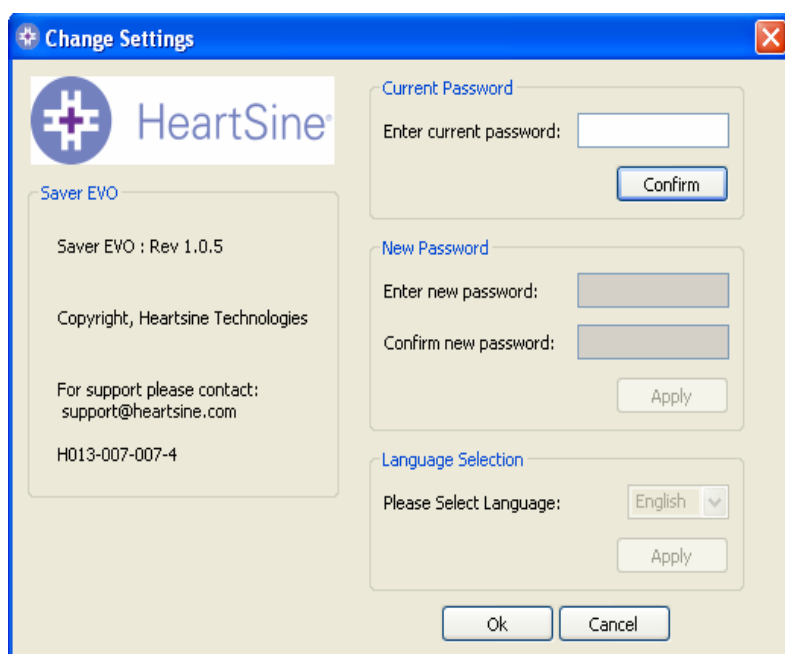 Change Settings
HeartSine®
Saver EVO
Saver EVO : Rev 1.0.5
Copyright, Heartsine Technologies
For support please contact:
support@heartsine.com
H013-007-007-4
Current Password
Enter current password:
Confirm
New Password
Enter new password:
Confirm new password:
Apply
Language Selection
Please Select Language:
English
Apply
Ok
Cancel